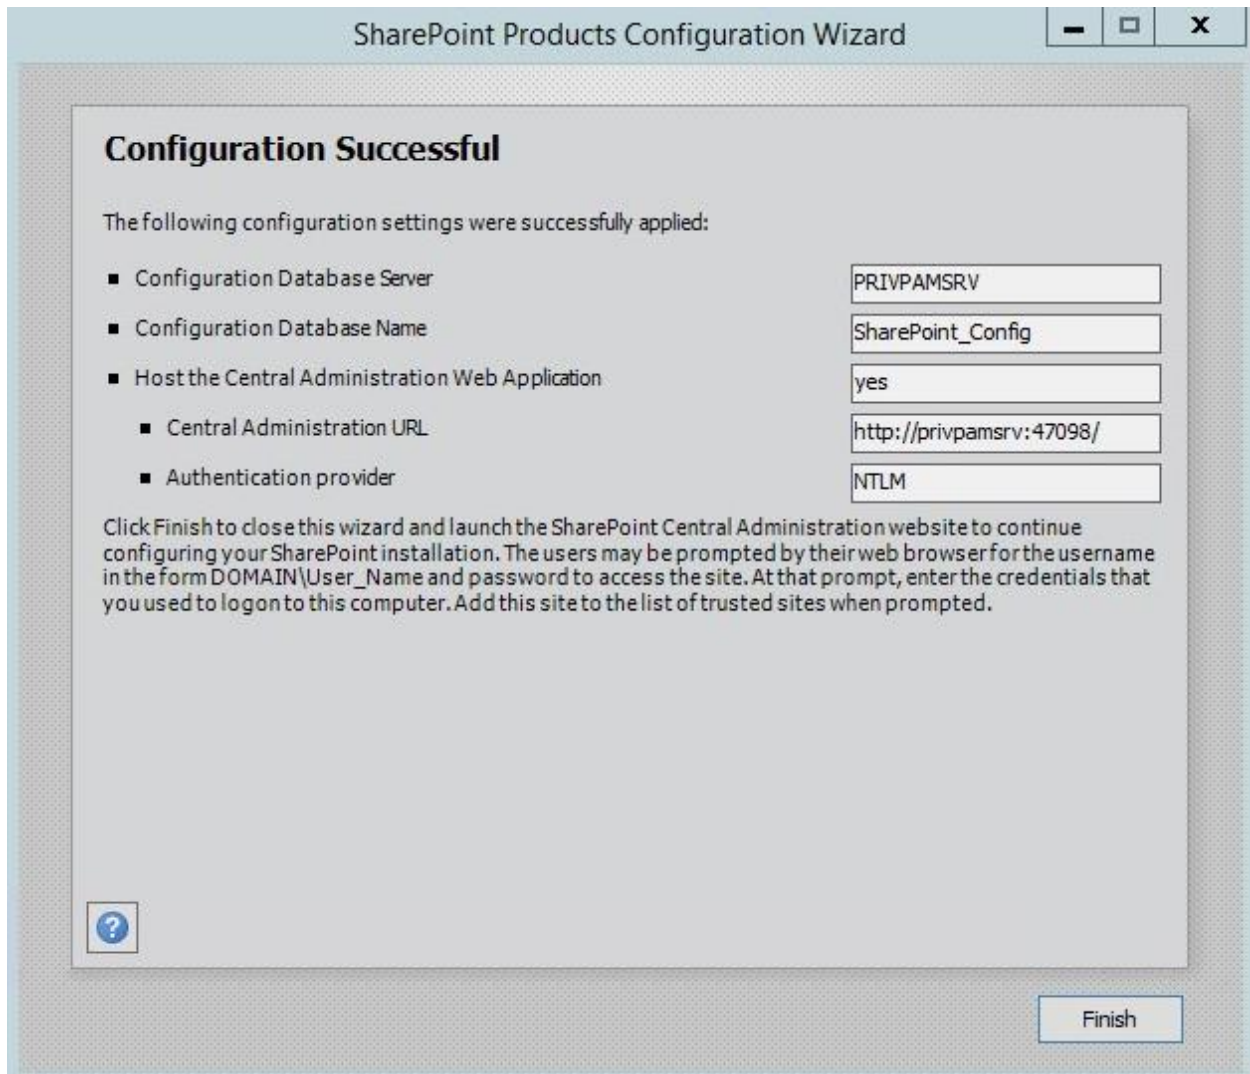 SharePoint Products Configuration Wizard
Configuration Successful
The following configuration settings were successfully applied:
Configuration Database Server
PRIVPAMSRV
Configuration Database Name
SharePoint_Config
Host the Central Administration Web Application
yes
Central Administration URL
http://privpamsrv:47098/
Authentication provider
NTLM
Click Finish to close this wizard and launch the SharePoint Central Administration website to continue
configuring your SharePoint installation. The users may be prompted by their web browser for the username
in the form DOMAIN\User_Name and password to access the site. At that prompt, enter the credentials that
you used to logon to this computer. Add this site to the list of trusted sites when prompted.
Finish